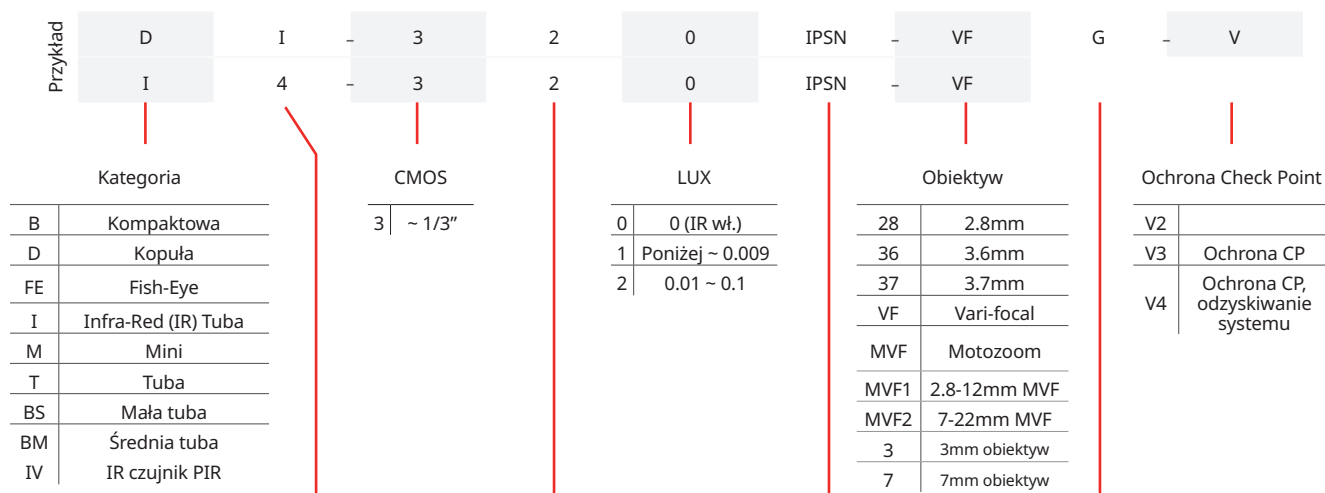 Przykład
D I – 3 2 0 IPSN – VF G – V
I 4 – 3 2 0 IPSN – VF
Kategoria
B Kompaktowa
D Kopuła
FE Fish-Eye
I Infra-Red (IR) Tuba
M Mini
T Tuba
BS Mała tuba
BM Średnia tuba
IV IR czujnik PIR
CMOS
3 ~ 1/3”
LUX
0 0 (IR wł.)
1 Poniżej ~ 0.009
2 0.01 ~ 0.1
Obiektyw
28 2.8mm
36 3.6mm
37 3.7mm
VF Vari-focal
MVF Motozoom
MVF1 2.8-12mm MVF
MVF2 7-22mm MVF
3 3mm obiektyw
7 7mm obiektyw
Ochrona Check Point
V2
V3 Ochrona CP
V4 Ochrona CP,
odzyskiwanie
systemu